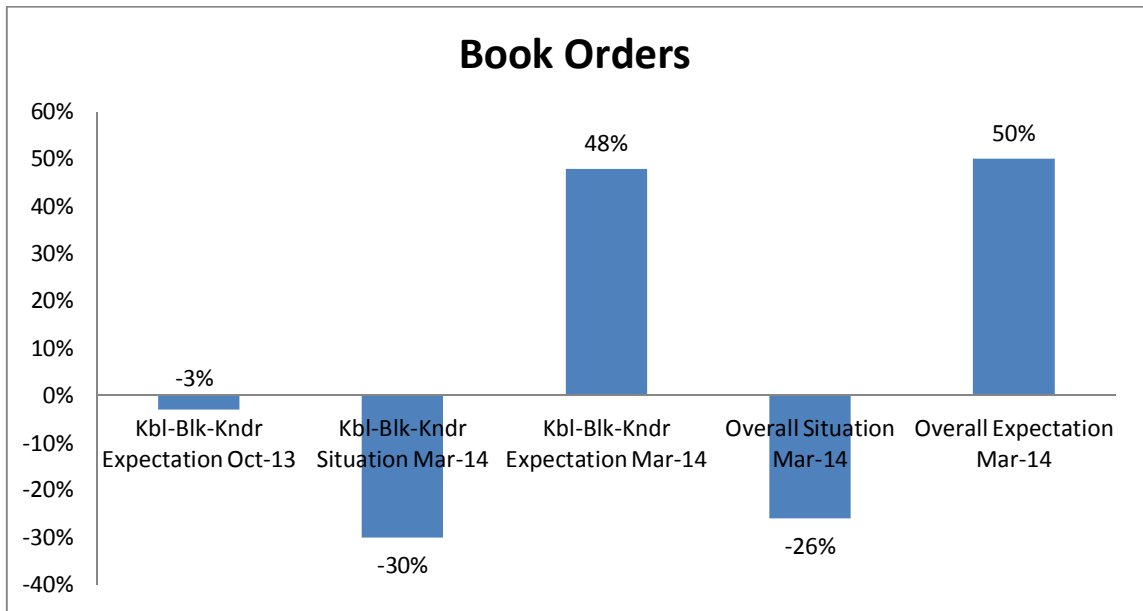 Book Orders
60%
50%
40%
30%
20%
10%
0%
-10%
-20%
-30%
-40%
-3%
-30%
48%
-26%
50%
Kbl-Blk-Kndr
Expectation Oct-13
Kbl-Blk-Kndr
Situation Mar-14
Kbl-Blk-Kndr
Expectation Mar-14
Overall Situation
Mar-14
Overall Expectation
Mar-14